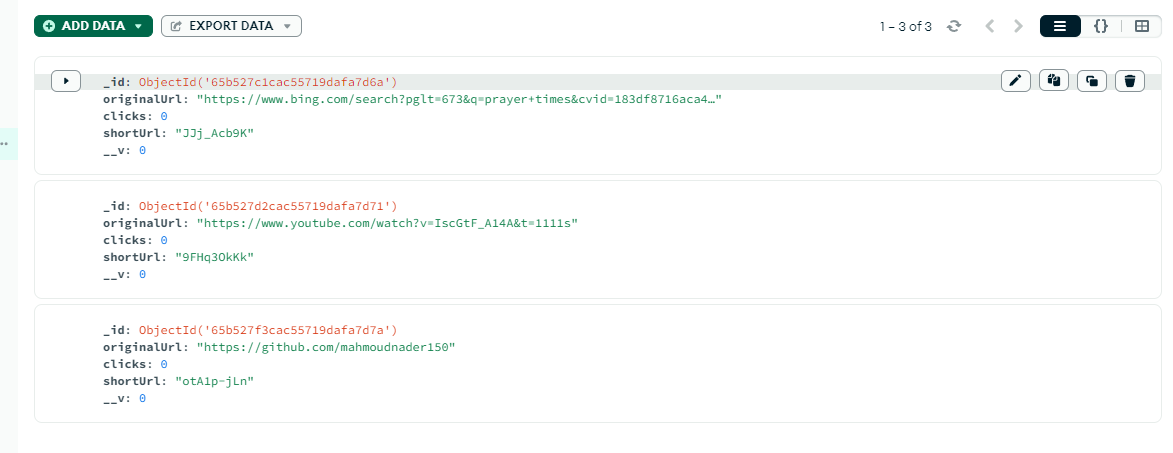 ADD DATA EXPORT DATA 1 – 3 of 3 {}
_id: ObjectId('65b527c1cac55719dafa7d6a')
originalUrl: "https://www.bing.com/search?pglt=673&q=prayer+times&cvid=183df8716aca4…"
clicks: 0
shortUrl: "JJj_Acb9K"
__v: 0
_id: ObjectId('65b527d2cac55719dafa7d71')
originalUrl: "https://www.youtube.com/watch?v=IscGtF_A14A&t=1111s"
clicks: 0
shortUrl: "9FHq3OkKk"
__v: 0
_id: ObjectId('65b527f3cac55719dafa7d7a')
originalUrl: "https://github.com/mahmoudnader150"
clicks: 0
shortUrl: "otA1p-jLn"
__v: 0